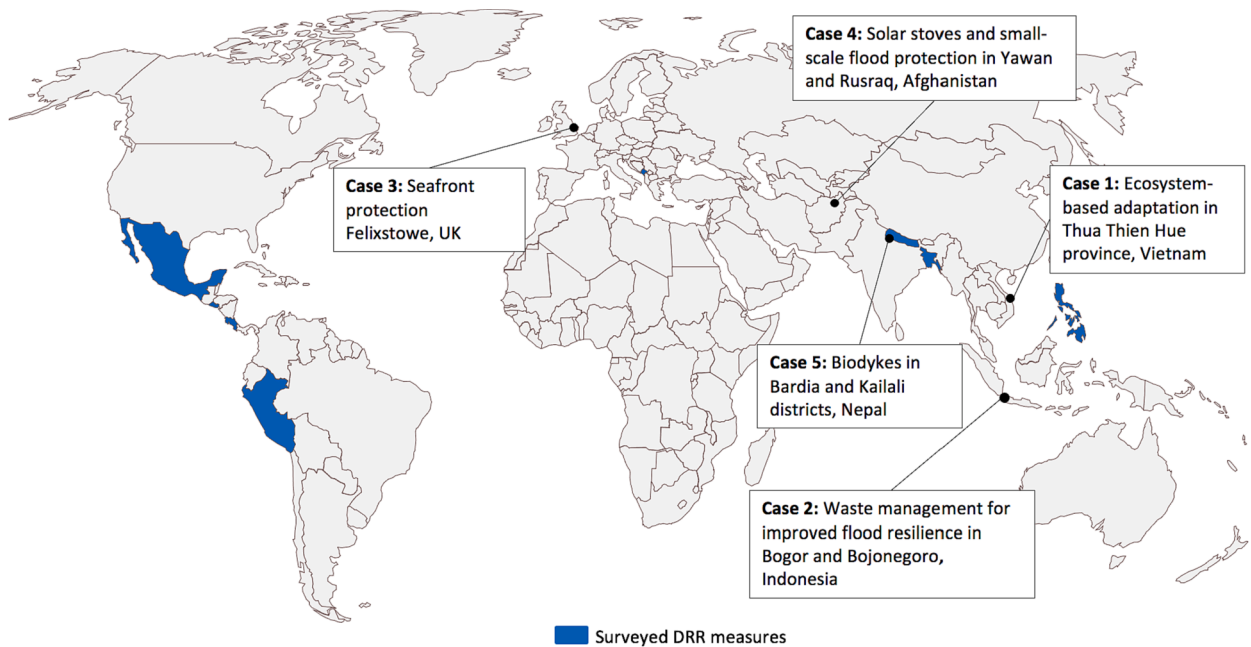 Case 4: Solar stoves and small-
scale flood protection in Yawan
and Rusraq, Afghanistan
Case 3: Seafront
protection
Felixstowe, UK
Case 1: Ecosystem-
based adaptation in
Thua Thien Hue
province, Vietnam
Case 5: Biodykes in
Bardia and Kailali
districts, Nepal
Case 2: Waste management for
improved flood resilience in
Bogor and Bojonegoro,
Indonesia
Surveyed DRR measures